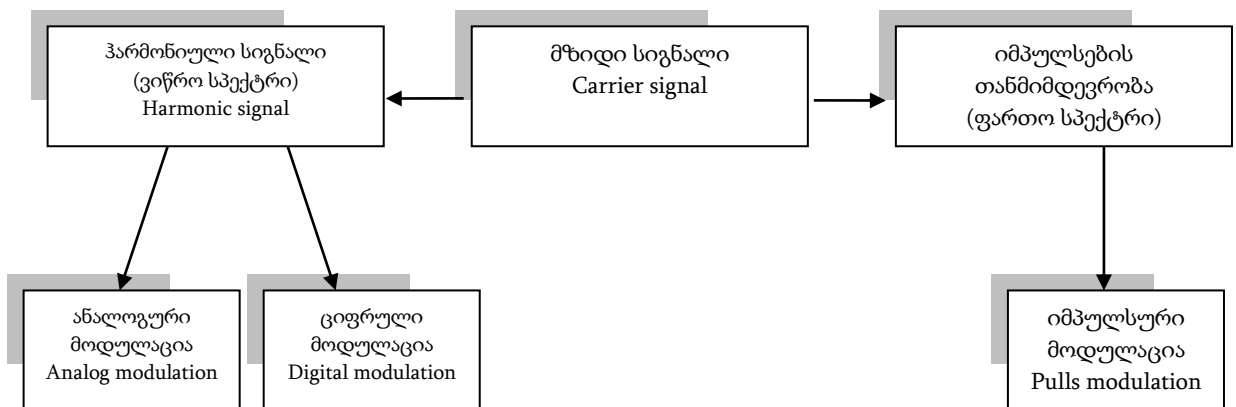 ჰარმონიული სიგნალი
(ვიწრო სპექტრი)
Harmonic signal
მზიდი სიგნალი
Carrier signal
იმპულსების
თანმიმდევრობა
(ფართო სპექტრი)
ანალოგური
მოდულაცია
Analog modulation
ციფრული
მოდულაცია
Digital modulation
იმპულსური
მოდულაცია
Pulls modulation